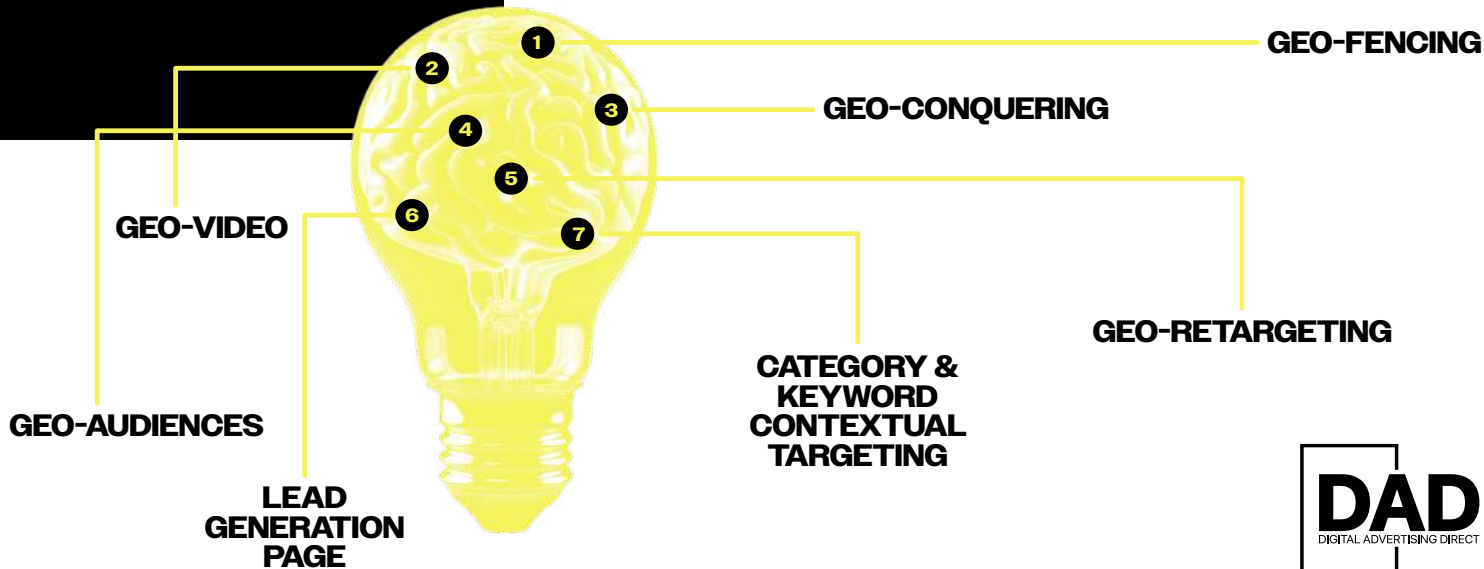 1
GEO-FENCING
2
3
GEO-CONQUERING
4
5
6
GEO-VIDEO
7
GEO-RETARGETING
CATEGORY &
KEYWORD
CONTEXTUAL
TARGETING
GEO-AUDIENCES
LEAD
GENERATION
PAGE
DAD
DIGITAL ADVERTISING DIRECT